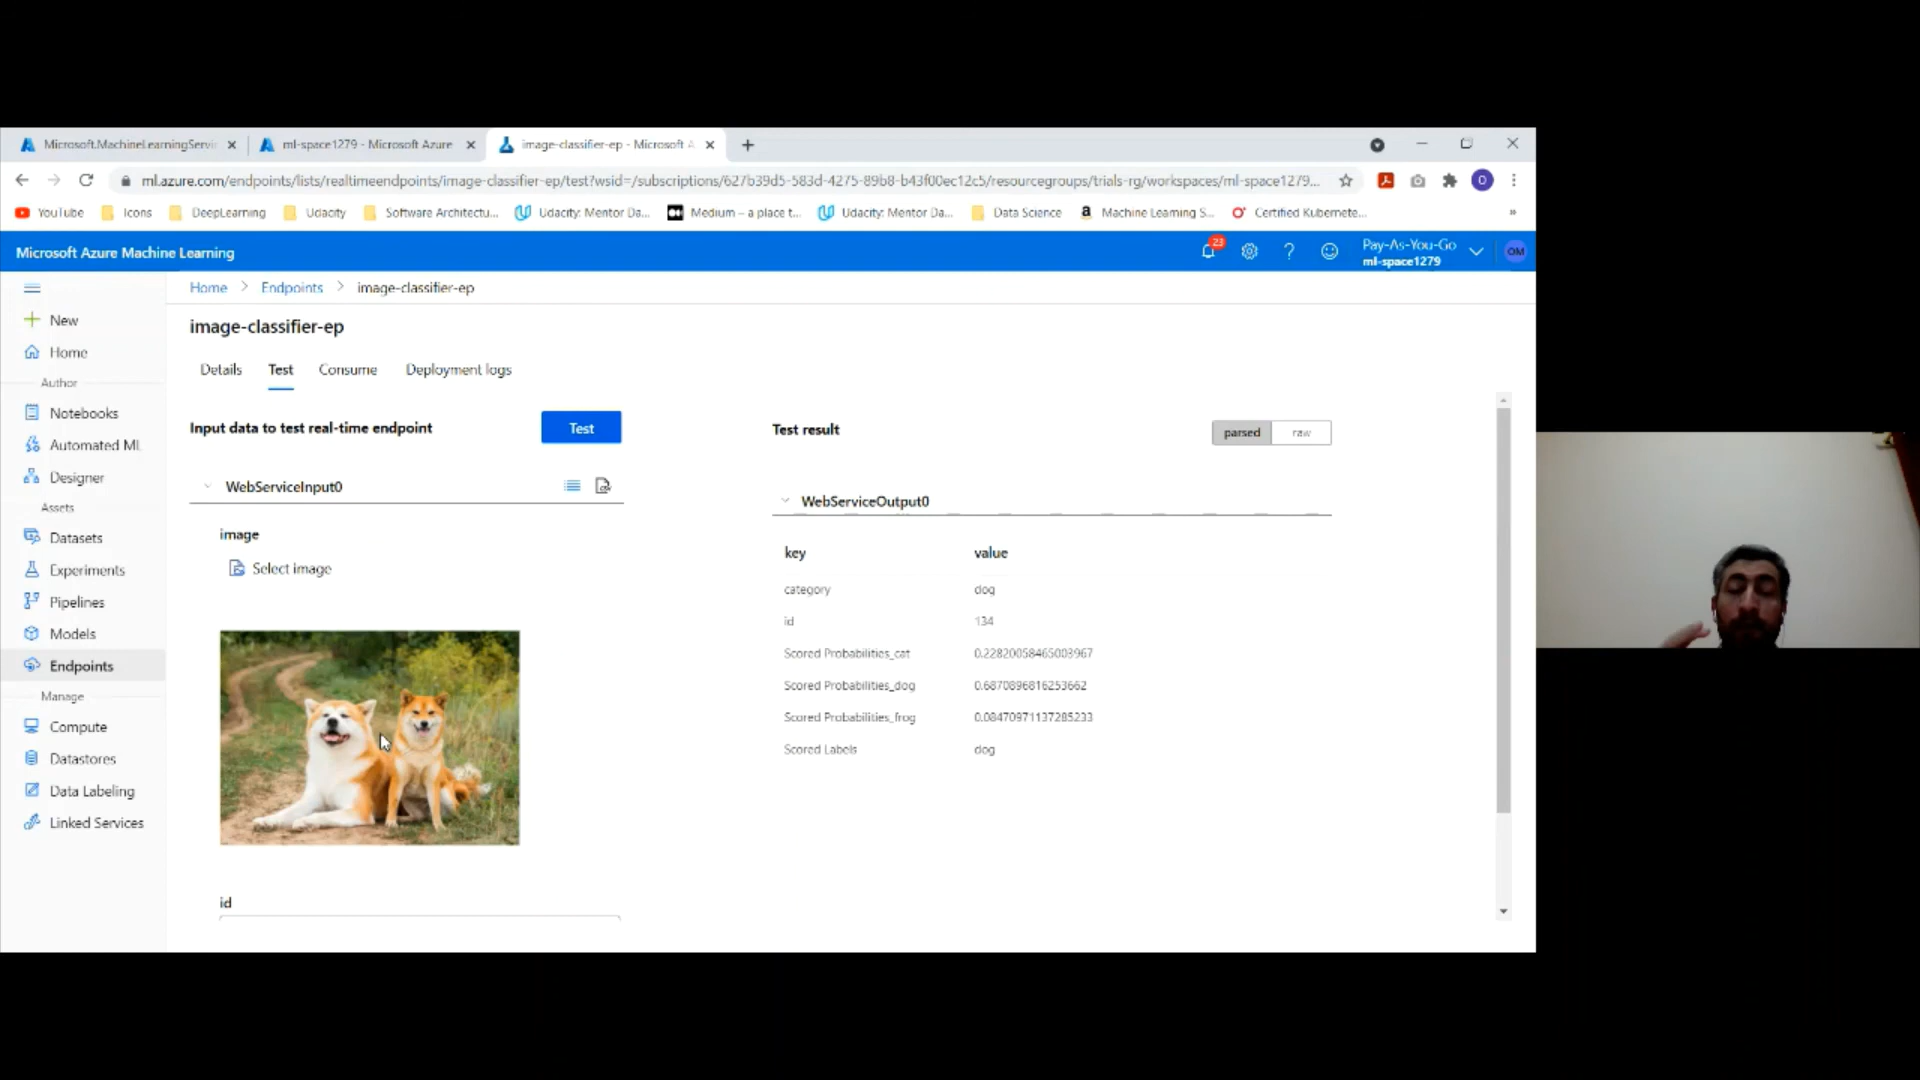 Microsoft.MachineLearningServi
ml-space1279 - Microsoft Azure
image-classifier-ep - Microsoft A
ml.azure.com/endpoints/lists/realtimeendpoints/image-classifier-ep/test?wsid=/subscriptions/627b39d5-583d-4275-89b8-b43f00ec12c5/resourcegroups/trials-rg/workspaces/ml-space1279...
O
YouTube
Icons
DeepLearning
Udacity
Software Architectu...
Udacity: Mentor Da...
Medium – a place t...
Udacity: Mentor Da...
Data Science
Machine Learning S...
Certified Kubernete...
»
Microsoft Azure Machine Learning
23
Pay-As-You-Go
ml-space1279
OM
Home > Endpoints > image-classifier-ep
New
Home
Author
Notebooks
Automated ML
Designer
Assets
Datasets
Experiments
Pipelines
Models
Endpoints
Manage
Compute
Datastores
Data Labeling
Linked Services
image-classifier-ep
Details
Test
Consume
Deployment logs
Input data to test real-time endpoint
Test
WebServiceInput0
image
Select image
id
Test result
parsed
raw
WebServiceOutput0
key value
category dog
id 134
Scored Probabilities_cat 0.22820058465003967
Scored Probabilities_dog 0.6870896816253662
Scored Probabilities_frog 0.08470971137285233
Scored Labels dog